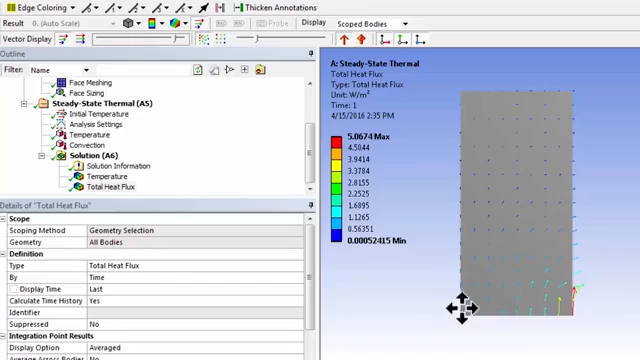 Edge Coloring
Thicken Annotations
Result 0. (Auto Scale)
Display
Scoped Bodies
Vector Display
Outline
Filter: Name
Face Meshing
Face Sizing
Steady-State Thermal (A5)
Initial Temperature
Analysis Settings
Temperature
Convection
Solution (A6)
Solution Information
Temperature
Total Heat Flux
Details of "Total Heat Flux"
Scope
Scoping Method Geometry Selection
Geometry All Bodies
Definition
Type Total Heat Flux
By Time
Display Time Last
Calculate Time History Yes
Identifier
Suppressed No
Integration Point Results
Display Option Averaged
Average Across Bodies No
A: Steady-State Thermal
Total Heat Flux
Type: Total Heat Flux
Unit: W/m²
Time: 1
4/15/2016 2:35 PM
5.0674 Max
4.5044
3.9414
3.3784
2.8155
2.2525
1.6895
1.1265
0.56351
0.00052415 Min